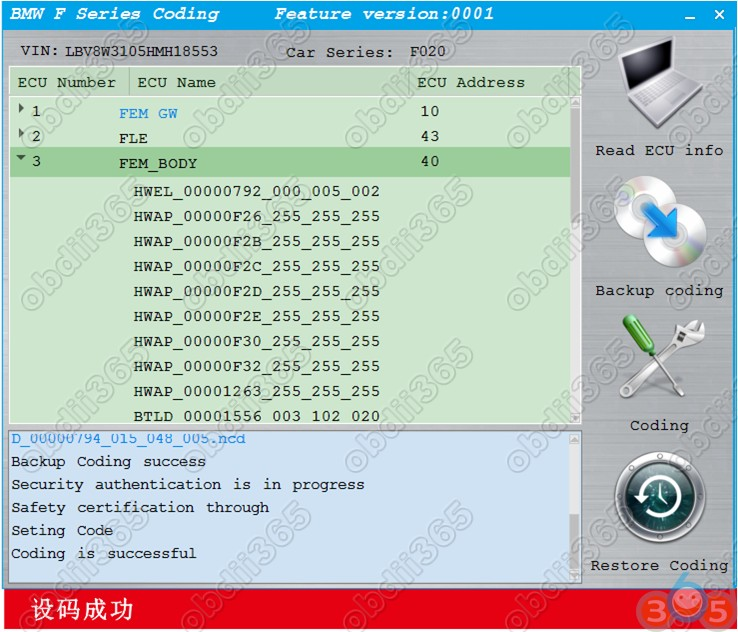 BMW F Series Coding Feature version:0001
VIN: LBV8W3105HMH18553 Car Series: F020
ECU Number ECU Name ECU Address
1 FEM_GW 10
2 FLE 43
3 FEM_BODY 40
HWEL_00000792_000_005_002
HWAP_00000F26_255_255_255
HWAP_00000F2B_255_255_255
HWAP_00000F2C_255_255_255
HWAP_00000F2D_255_255_255
HWAP_00000F2E_255_255_255
HWAP_00000F30_255_255_255
HWAP_00000F32_255_255_255
HWAP_00001263_255_255_255
BTLD_00001556_003_102_020
Read ECU info
Backup coding
Coding
Restore Coding
D_00000794_015_048_005.ncd
Backup Coding success
Security authentication is in progress
Safety certification through
Seting Code
Coding is successful
设码成功
365
obdii365